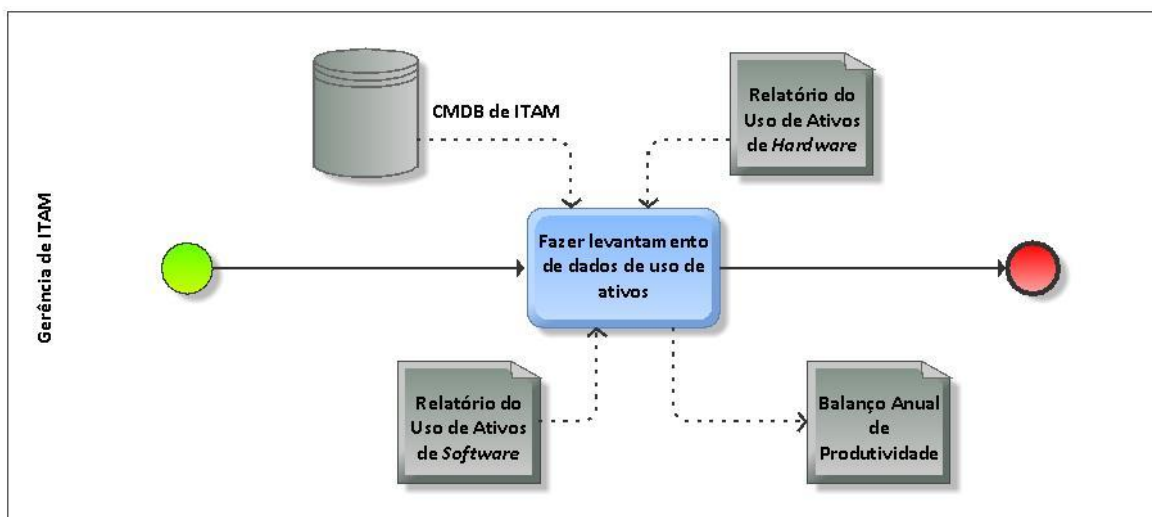 Gerência de ITAM
CMDB de ITAM
Relatório do
Uso de Ativos
de Hardware
Fazer levantamento
de dados de uso de
ativos
Relatório do
Uso de Ativos
de Software
Balanço Anual
de
Produtividade